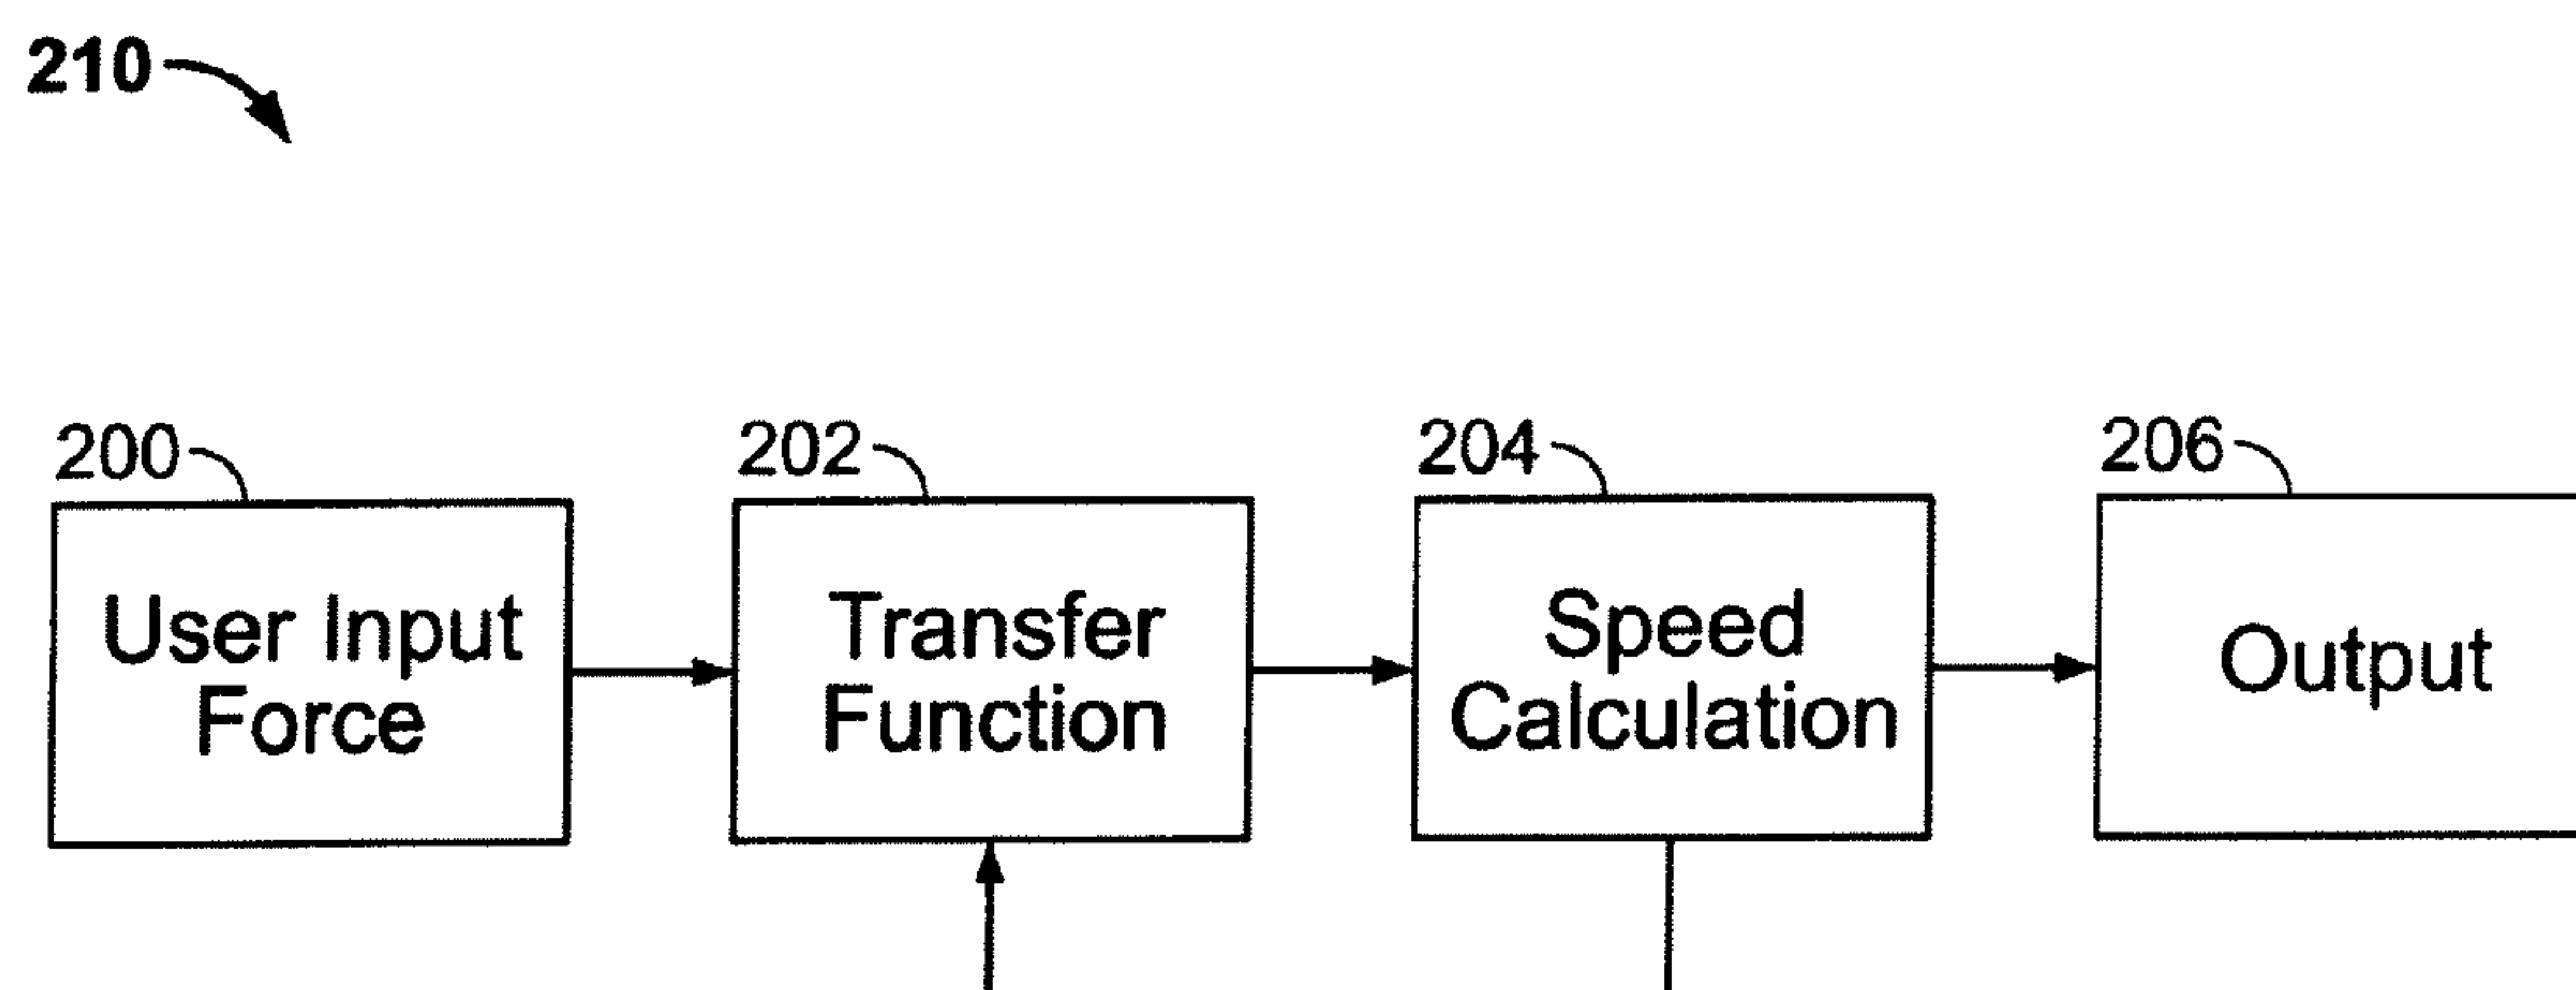 210
200
202
204
206
User Input
Force
Transfer
Function
Speed
Calculation
Output